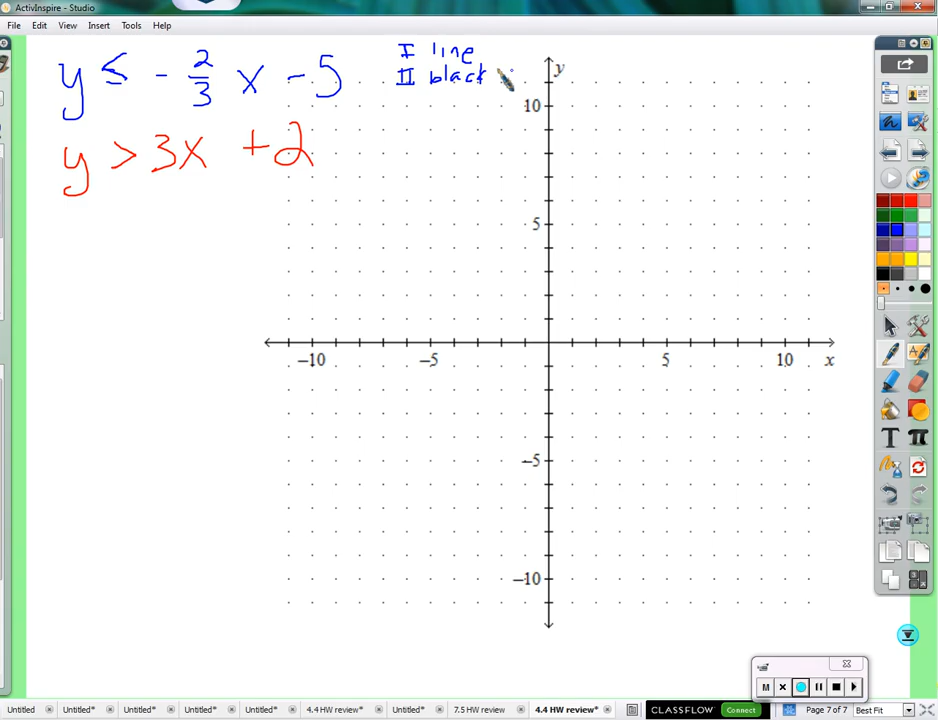 ActivInspire - Studio
File Edit View Insert Tools Help
y ≤ - 2/3 x - 5
I line
II black
y > 3x + 2
y
10
5
-10 -5 5 10 x
-5
-10
T π
M
Untitled Untitled* Untitled* Untitled* Untitled* 4.4 HW review* Untitled* 7.5 HW review 4.4 HW review* CLASSFLOW Connect Page 7 of 7 Best Fit